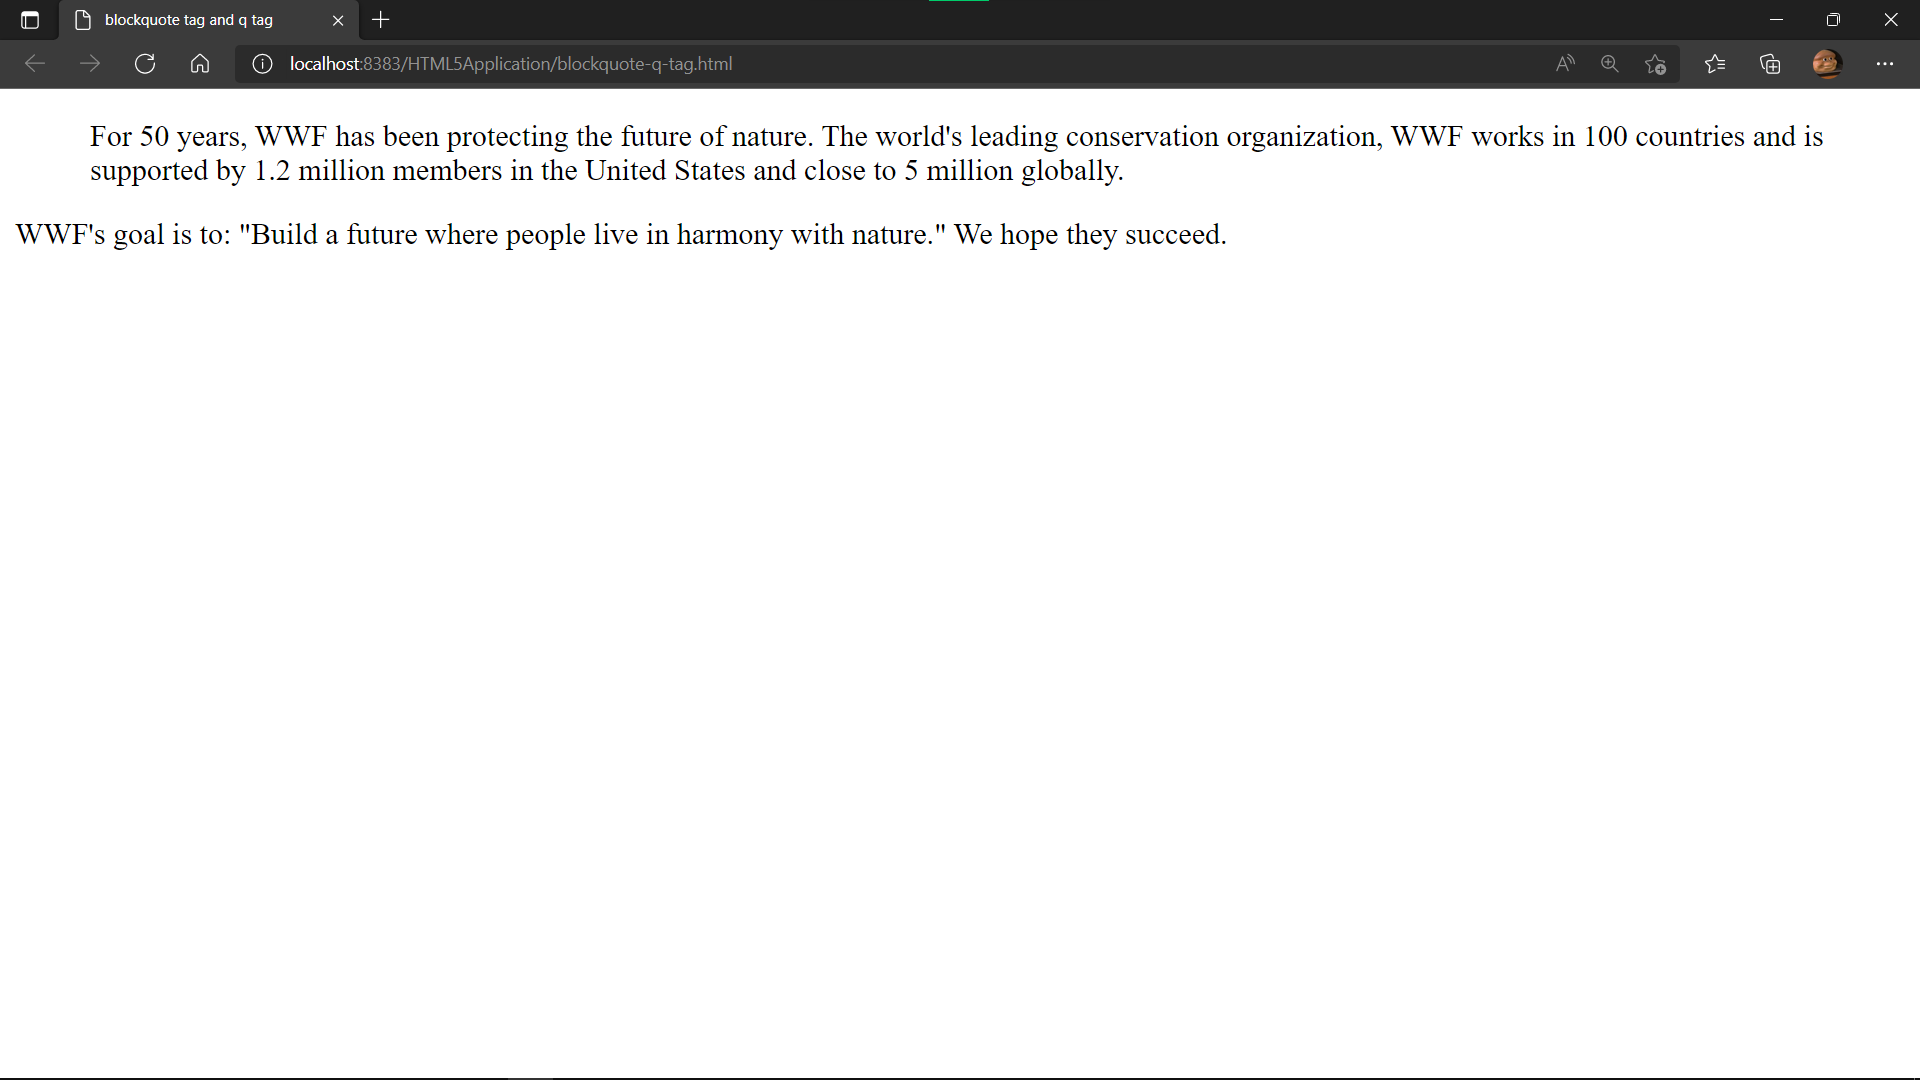 blockquote tag and q tag
localhost:8383/HTML5Application/blockquote-q-tag.html
For 50 years, WWF has been protecting the future of nature. The world's leading conservation organization, WWF works in 100 countries and is
supported by 1.2 million members in the United States and close to 5 million globally.
WWF's goal is to: "Build a future where people live in harmony with nature." We hope they succeed.